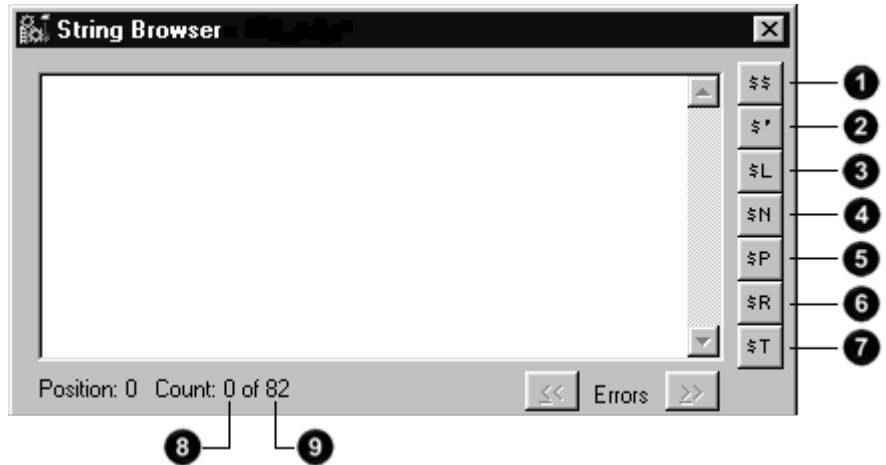 String Browser
$$ 1
$' 2
$L 3
$N 4
$P 5
$R 6
$T 7
Position: 0 Count: 0 of 82 << Errors >>
8 9